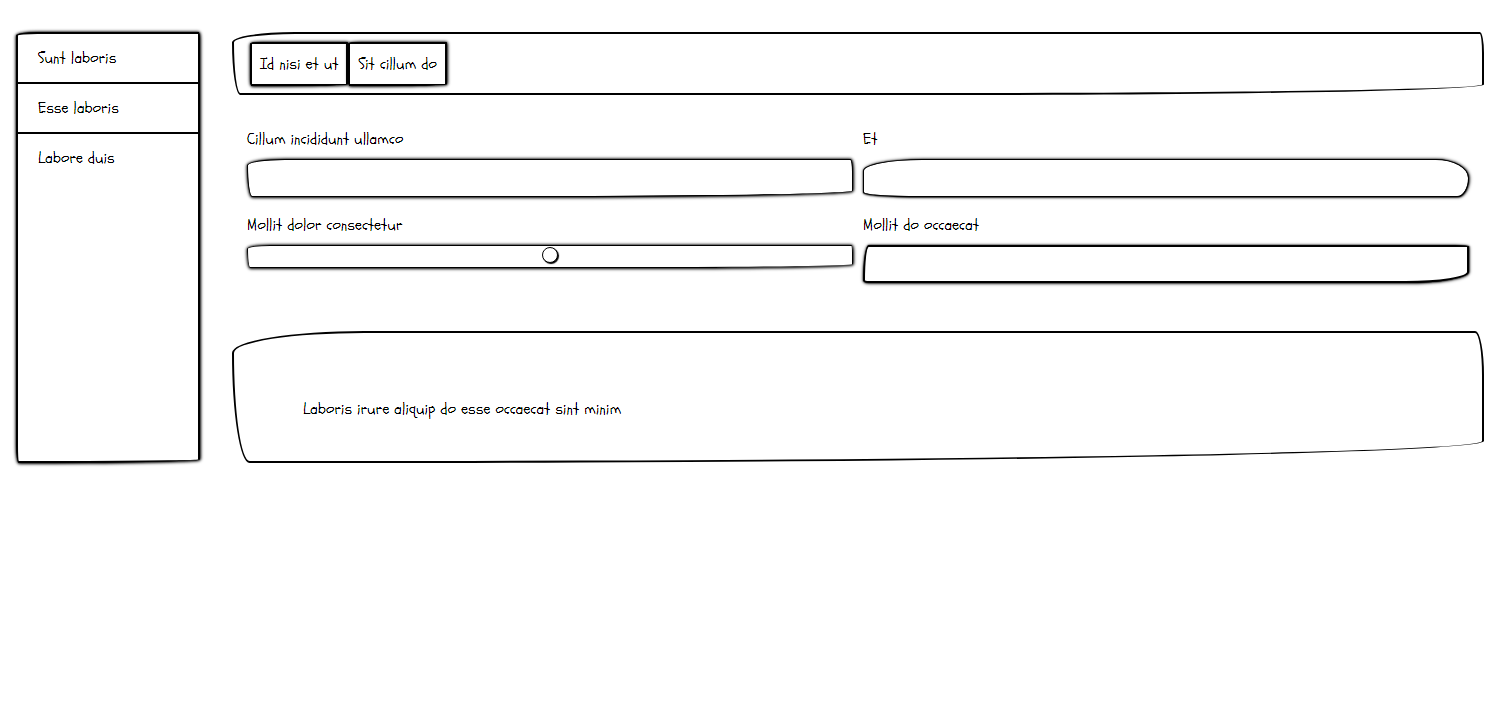 Sunt laboris
Esse laboris
Labore duis
Id nisi et ut
Sit cillum do
Cillum incididunt ullamco
Et
Mollit dolor consectetur
Mollit do occaecat
Laboris irure aliquip do esse occaecat sint minim